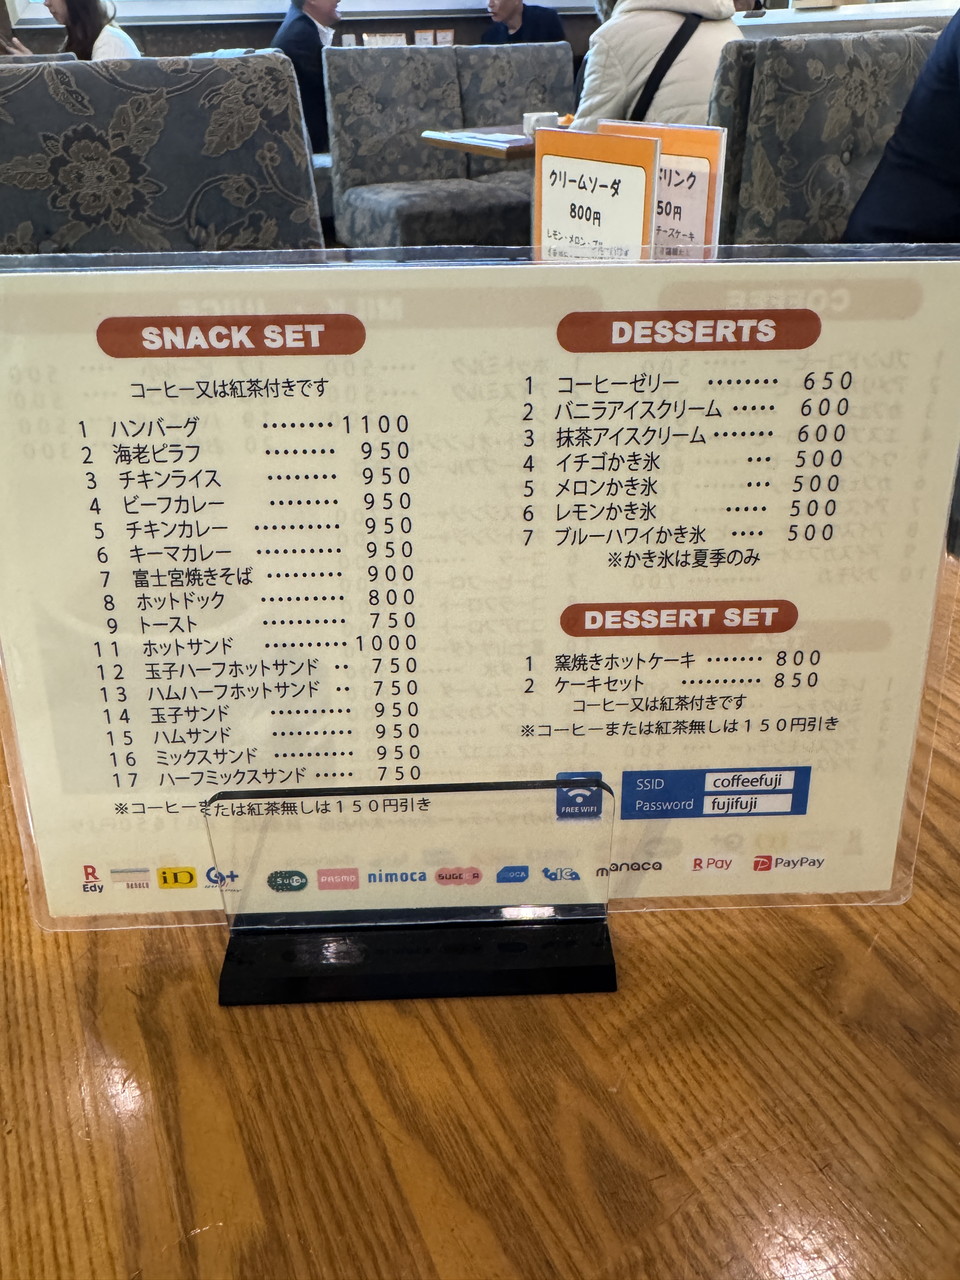 クリームソーダ
800円
50円
SNACK SET
コーヒー又は紅茶付きです
1 ハンバーグ ‥‥‥‥ 1100
2 海老ピラフ ‥‥‥‥ 950
3 チキンライス ‥‥‥‥ 950
4 ビーフカレー ‥‥‥‥ 950
5 チキンカレー ‥‥‥‥‥ 950
6 キーマカレー ‥‥‥‥‥ 950
7 富士宮焼きそば ‥‥‥‥ 900
8 ホットドック ‥‥‥‥ 800
9 トースト ‥‥‥‥‥ 750
11 ホットサンド ‥‥‥‥‥ 1000
12 玉子ハーフホットサンド ‥ 750
13 ハムハーフホットサンド ‥ 750
14 玉子サンド ‥‥‥‥‥ 950
15 ハムサンド ‥‥‥‥‥ 950
16 ミックスサンド ‥‥‥‥ 950
17 ハーフミックスサンド ‥‥‥ 750
※コーヒーまたは紅茶無しは150円引き
DESSERTS
1 コーヒーゼリー ‥‥‥‥ 650
2 バニラアイスクリーム ‥‥‥ 600
3 抹茶アイスクリーム ‥‥‥ 600
4 イチゴかき氷 ‥‥ 500
5 メロンかき氷 ‥‥ 500
6 レモンかき氷 ‥‥ 500
7 ブルーハワイかき氷 ‥‥ 500
※かき氷は夏季のみ
DESSERT SET
1 窯焼きホットケーキ ‥‥‥‥ 800
2 ケーキセット ‥‥‥‥‥ 850
コーヒー又は紅茶付きです
※コーヒーまたは紅茶無しは150円引き
FREE WiFi
SSID coffeefuji
Password fujifuji
R Edy iD Suica PASMO nimoca SUGOCA toica manaca R Pay PayPay